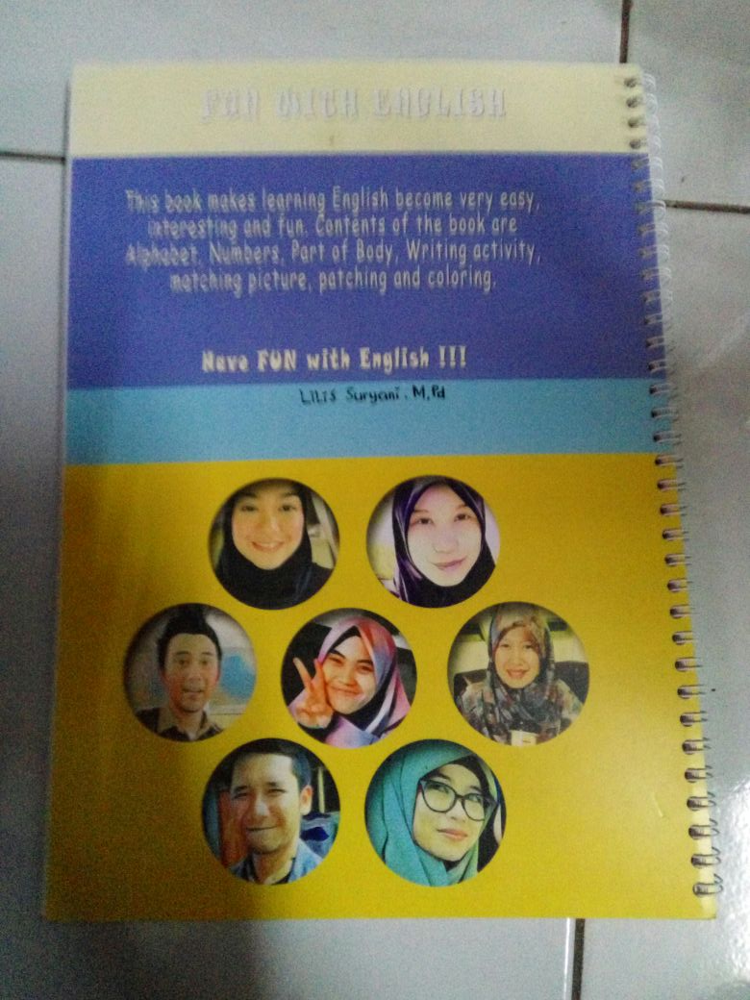 FUN WITH ENGLISH
This book makes learning English become very easy,
interesting and fun. Contents of the book are
Alphabet, Numbers, Part of Body, Writing activity,
matching picture, patching and coloring.
Have FUN with English !!!
Lilis Suryani. M.Pd